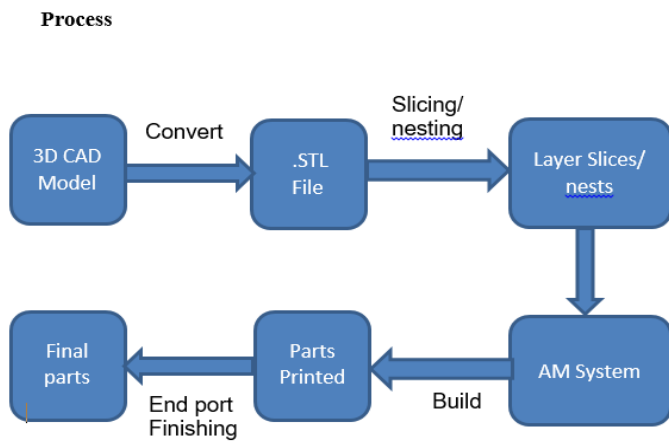 Process
Convert
Slicing/
nesting
3D CAD
Model
.STL
File
Layer Slices/
nests
Final
parts
End port
Finishing
Parts
Printed
Build
AM System